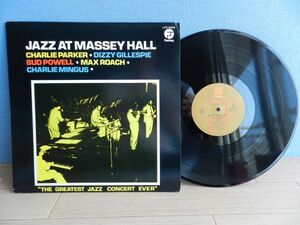 JAZZ AT MASSEY HALL
CHARLIE PARKER • DIZZY GILLESPIE
BUD POWELL • MAX ROACH •
CHARLIE MINGUS •
"THE GREATEST JAZZ CONCERT EVER"